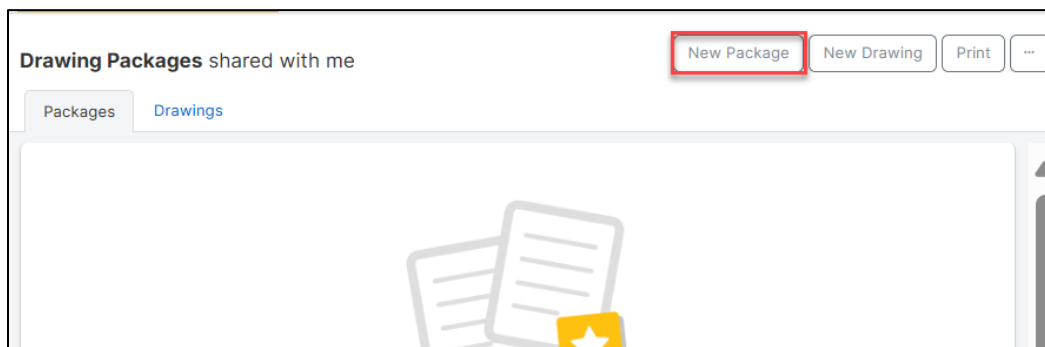 Drawing Packages shared with me
New Package
New Drawing
Print
...
Packages
Drawings